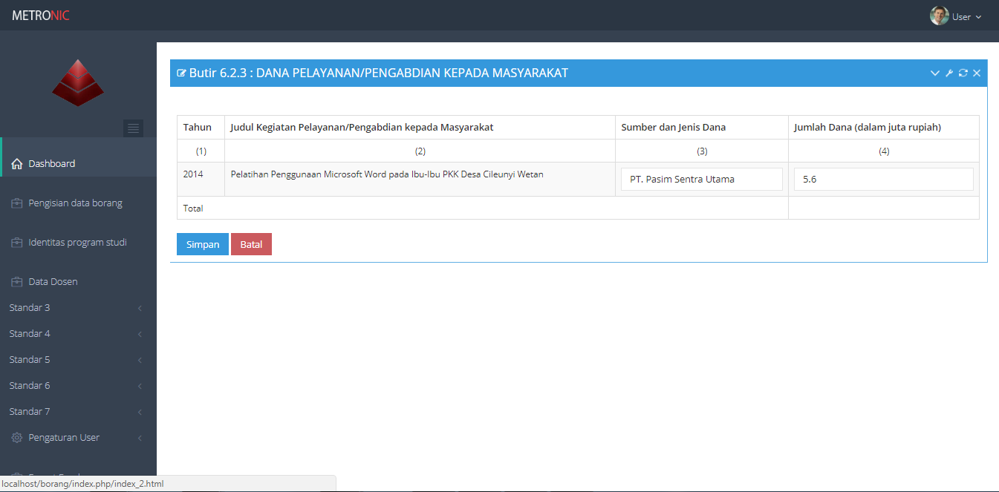 METRONIC
User
Butir 6.2.3 : DANA PELAYANAN/PENGABDIAN KEPADA MASYARAKAT
Tahun Judul Kegiatan Pelayanan/Pengabdian kepada Masyarakat Sumber dan Jenis Dana Jumlah Dana (dalam juta rupiah)
(1) (2) (3) (4)
2014 Pelatihan Penggunaan Microsoft Word pada Ibu-Ibu PKK Desa Cileunyi Wetan PT. Pasim Sentra Utama 5.6
Total
Simpan Batal
Dashboard
Pengisian data borang
Identitas program studi
Data Dosen
Standar 3
Standar 4
Standar 5
Standar 6
Standar 7
Pengaturan User
localhost/borang/index.php/index_2.html